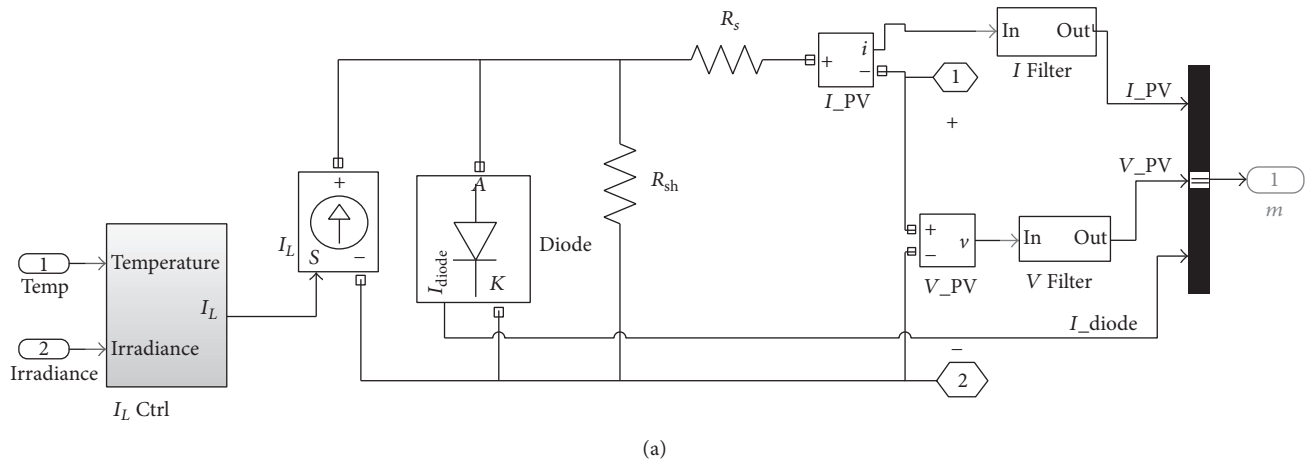 R_s
In Out
I Filter
+ i
−
I_PV
1
+
I_PV
V_PV
1
m
+
I_L
S −
A
I_diode
K
Diode
R_sh
+
− v
V_PV
In Out
V Filter
1
Temp
Temperature
I_L
2
Irradiance
Irradiance
I_L Ctrl
I_diode
−
2
(a)